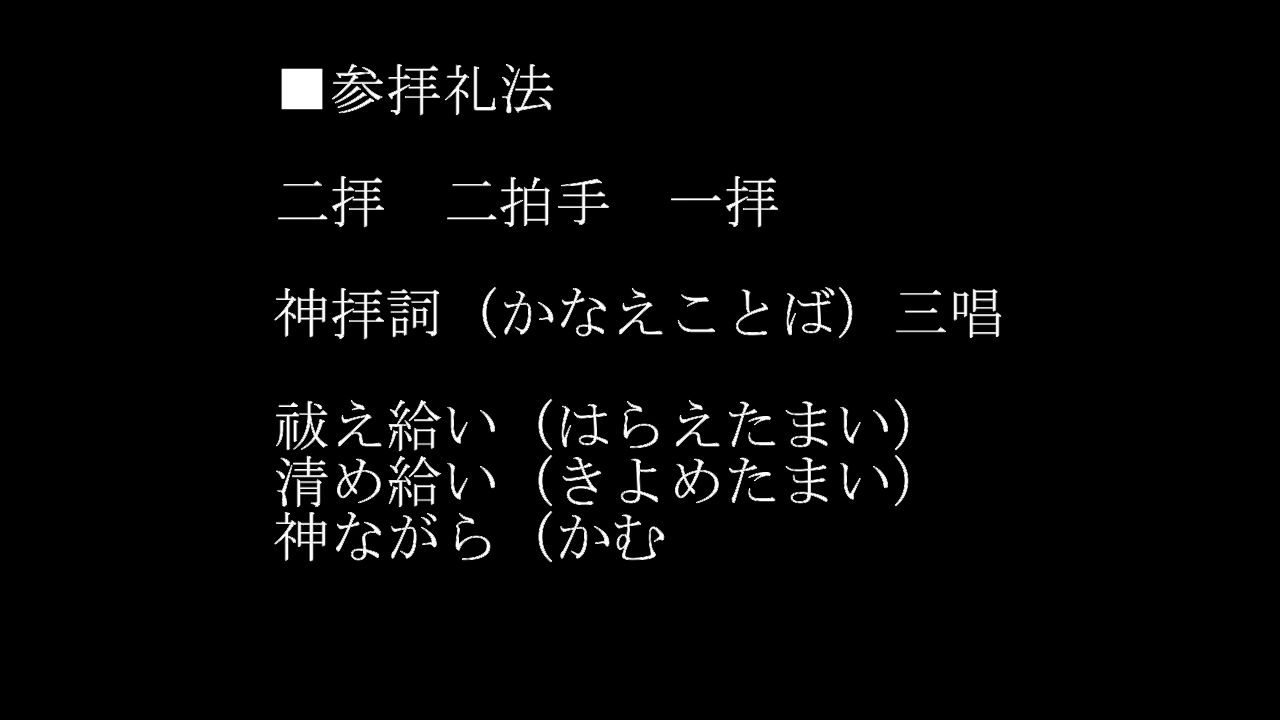 ■参拝礼法
二拝　二拍手　一拝
神拝詞（かなえことば）三唱
祓え給い（はらえたまい）
清め給い（きよめたまい）
神ながら（かむ